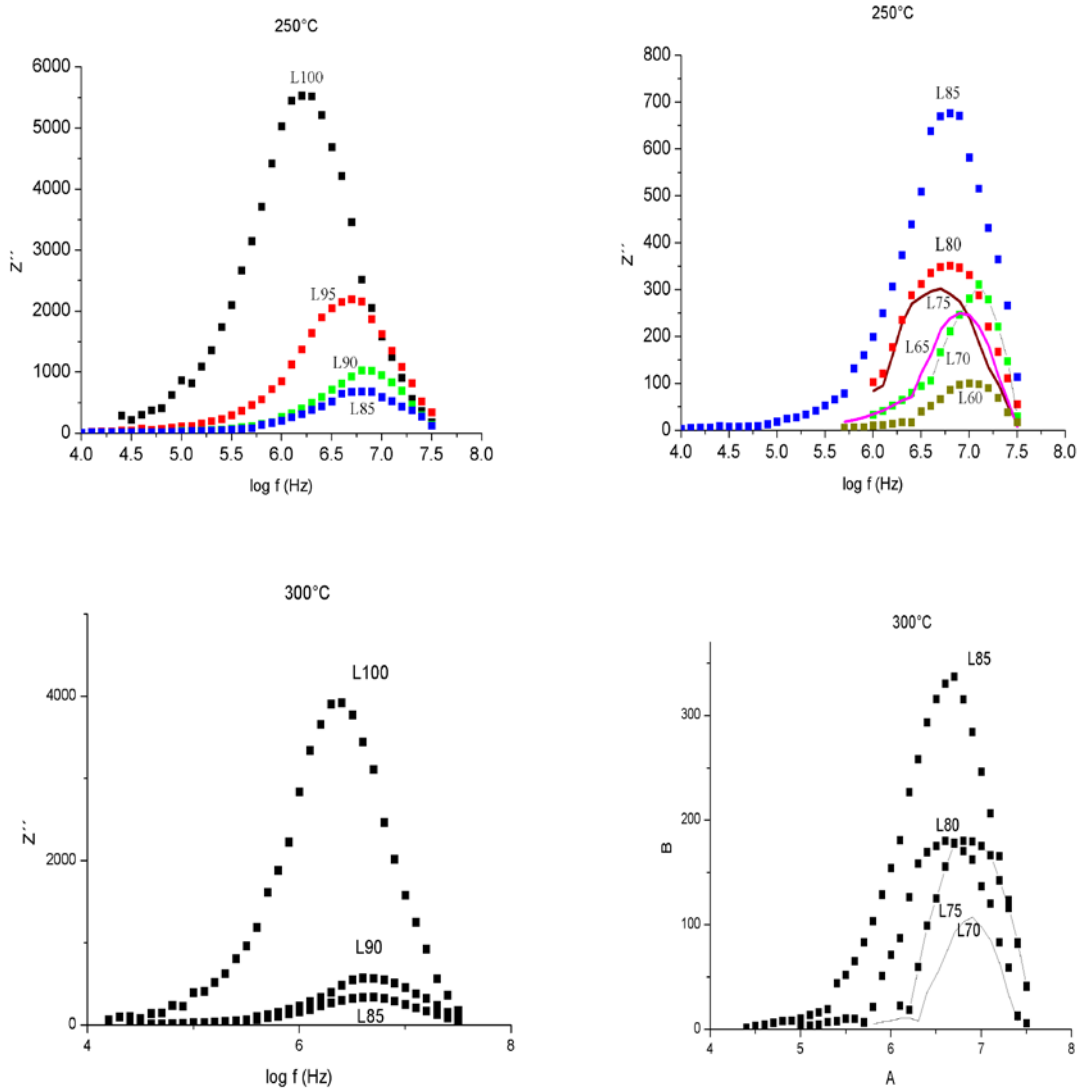 250°C
6000
5000
4000
3000
2000
1000
0
Z´´
L100
L95
L90
L85
4.0 4.5 5.0 5.5 6.0 6.5 7.0 7.5 8.0
log f (Hz)
250°C
800
700
600
500
400
300
200
100
0
Z´´
L85
L80
L75
L65
L70
L60
4.0 4.5 5.0 5.5 6.0 6.5 7.0 7.5 8.0
log f (Hz)
300°C
4000
2000
0
Z´´
L100
L90
L85
4 6 8
log f (Hz)
300°C
300
200
100
0
B
L85
L80
L75
L70
4 5 6 7 8
A